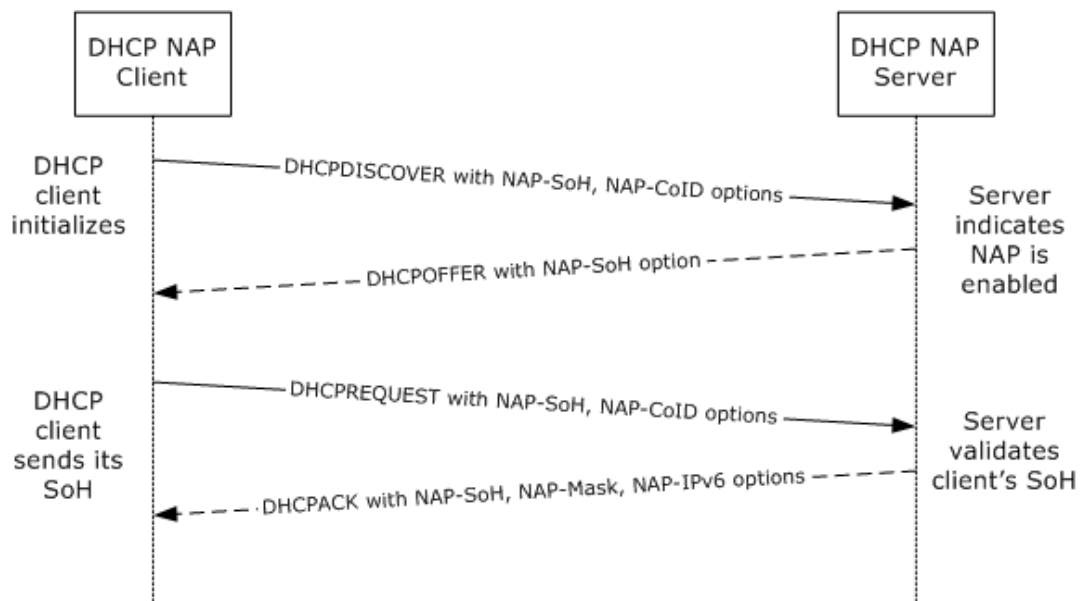 DHCP NAP
Client
DHCP NAP
Server
DHCP
client
initializes
DHCPDISCOVER with NAP-SoH, NAP-CoID options
Server
indicates
NAP is
enabled
DHCPOFFER with NAP-SoH option
DHCP
client
sends its
SoH
DHCPREQUEST with NAP-SoH, NAP-CoID options
Server
validates
client's SoH
DHCPACK with NAP-SoH, NAP-Mask, NAP-IPv6 options